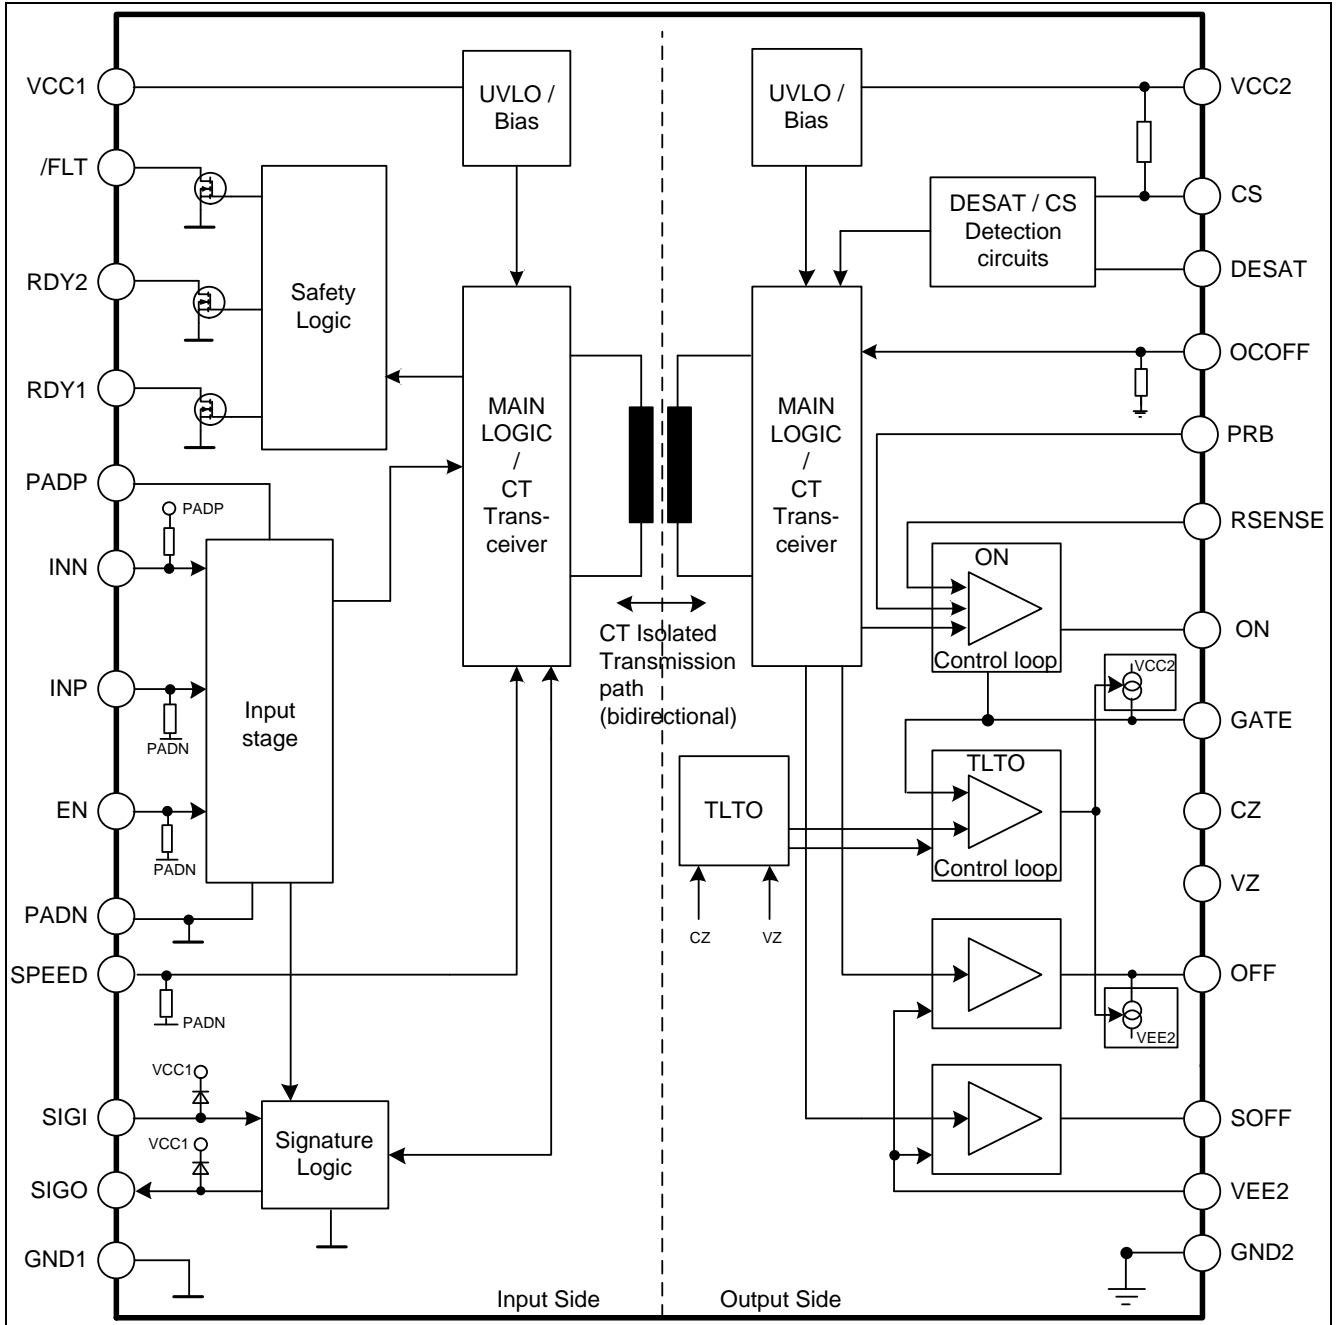 VCC1
/FLT
RDY2
RDY1
PADP
INN
INP
EN
PADN
SPEED
SIGI
SIGO
GND1
UVLO /
Bias
Safety
Logic
MAIN
LOGIC
/
CT
Trans-
ceiver
PADP
PADN
PADN
PADN
Input
stage
VCC1
VCC1
Signature
Logic
Input Side
CT Isolated
Transmission
path
(bidirectional)
UVLO /
Bias
DESAT / CS
Detection
circuits
MAIN
LOGIC
/
CT
Trans-
ceiver
ON
Control loop
TLTO
CZ
VZ
TLTO
Control loop
VCC2
VEE2
Output Side
VCC2
CS
DESAT
OCOFF
PRB
RSENSE
ON
GATE
CZ
VZ
OFF
SOFF
VEE2
GND2